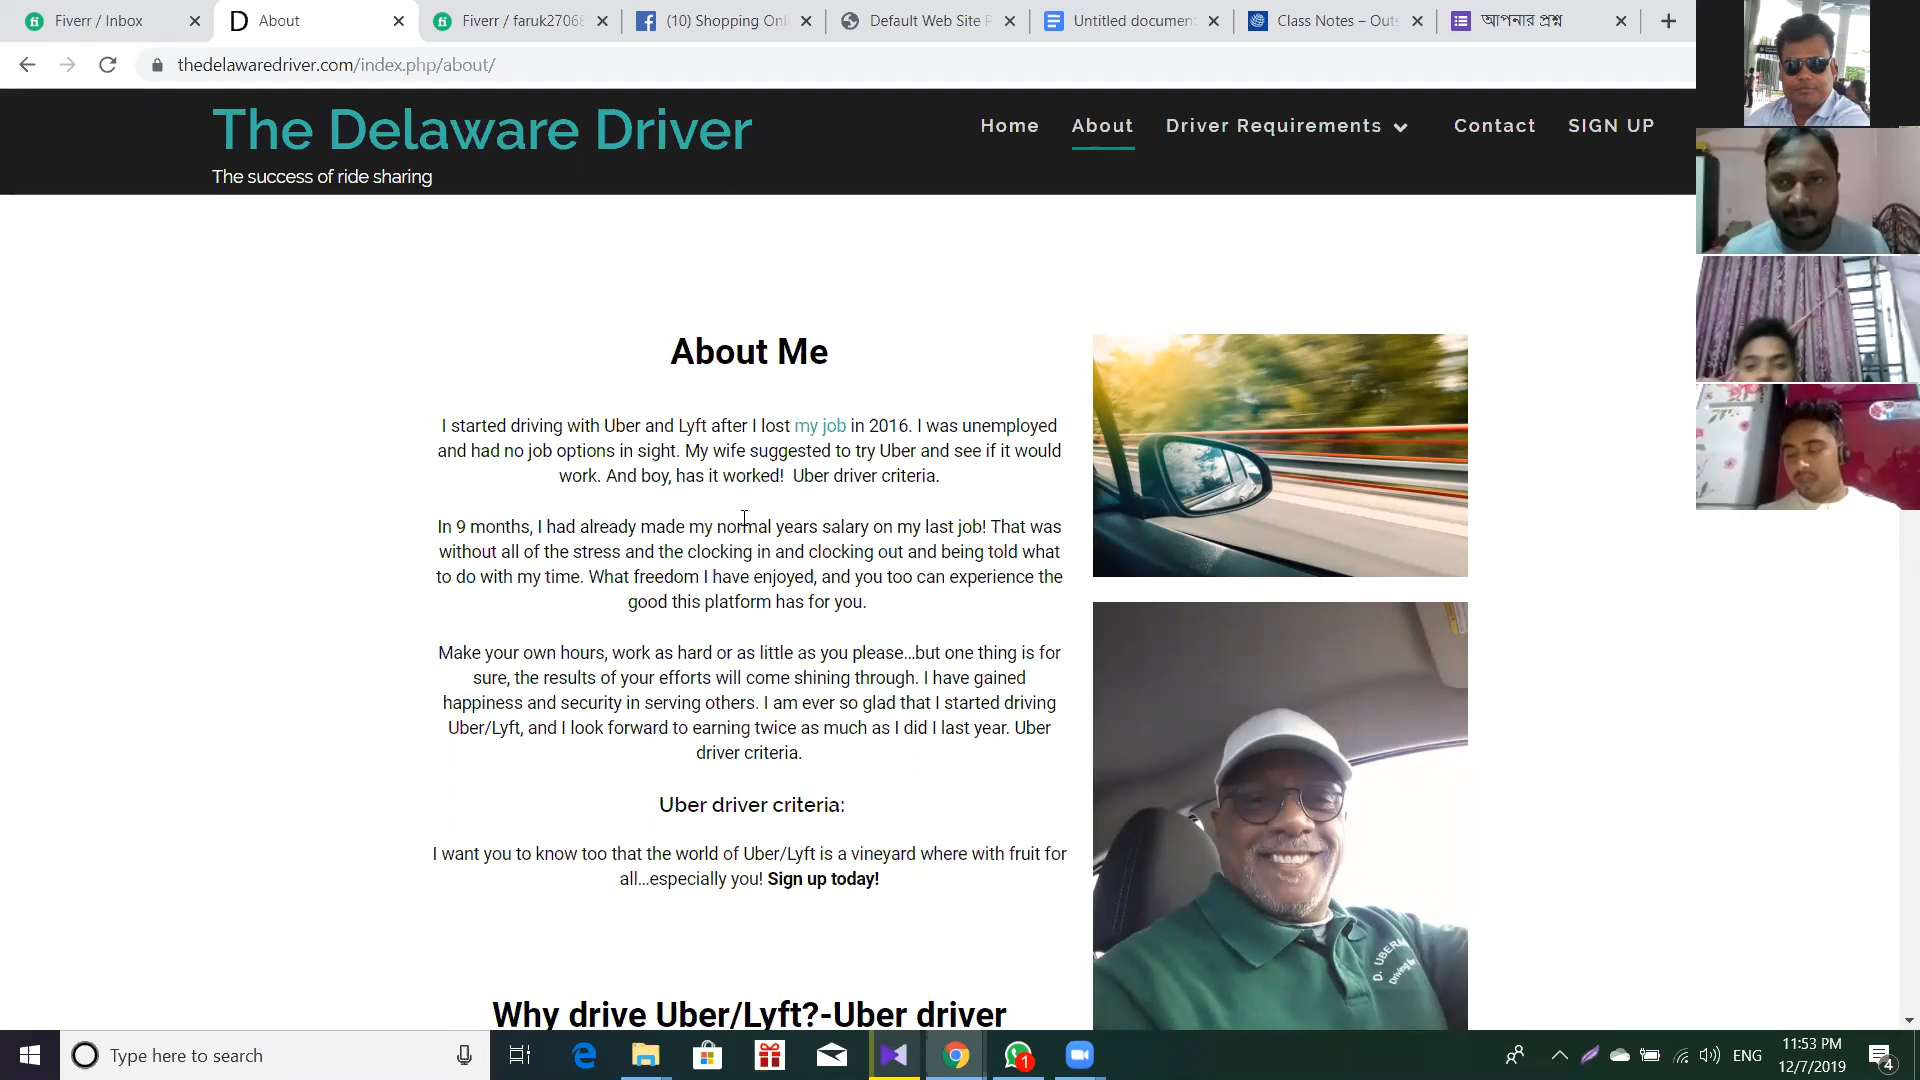 Fiverr / Inbox
About
Fiverr / faruk27068
(10) Shopping Onl
Default Web Site P
Untitled document
Class Notes – Outs
আপনার প্রশ্ন
thedelawaredriver.com/index.php/about/
The Delaware Driver
The success of ride sharing
Home
About
Driver Requirements
Contact
SIGN UP
About Me
I started driving with Uber and Lyft after I lost my job in 2016. I was unemployed
and had no job options in sight. My wife suggested to try Uber and see if it would
work. And boy, has it worked!  Uber driver criteria.
In 9 months, I had already made my normal years salary on my last job! That was
without all of the stress and the clocking in and clocking out and being told what
to do with my time. What freedom I have enjoyed, and you too can experience the
good this platform has for you.
Make your own hours, work as hard or as little as you please…but one thing is for
sure, the results of your efforts will come shining through. I have gained
happiness and security in serving others. I am ever so glad that I started driving
Uber/Lyft, and I look forward to earning twice as much as I did I last year. Uber
driver criteria.
Uber driver criteria:
I want you to know too that the world of Uber/Lyft is a vineyard where with fruit for
all…especially you! Sign up today!
D. UBERM
Driving
Why drive Uber/Lyft?-Uber driver
Type here to search
1
ENG
11:53 PM
12/7/2019
4